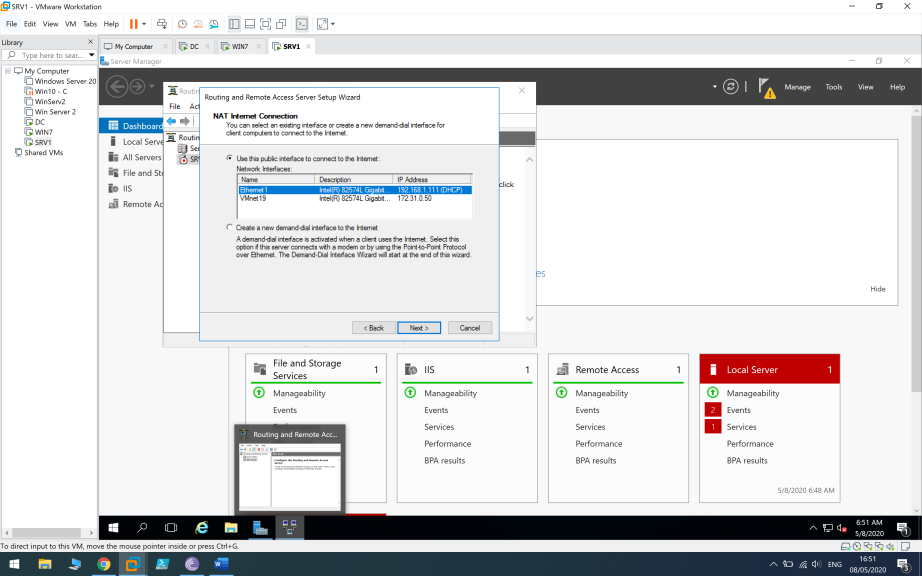 SRV1 - VMware Workstation
File Edit View VM Tabs Help
Library
Type here to sear...
My Computer
Windows Server 20
Win10 - C
WinServ2
Win Server 2
DC
WIN7
SRV1
Shared VMs
My Computer DC WIN7 SRV1
Server Manager
Manage Tools View Help
Dashboard
Local Serve
All Servers
File and Sto
IIS
Remote Ac
Routin
File Act
Routin
Ser
SR
Routing and Remote Access Server Setup Wizard
NAT Internet Connection
You can select an existing interface or create a new demand-dial interface for
client computers to connect to the Internet.
Use this public interface to connect to the Internet:
Network Interfaces:
Name Description IP Address
Ethernet1 Intel(R) 82574L Gigabit... 192.168.1.111 (DHCP)
VMnet19 Intel(R) 82574L Gigabit... 172.31.0.50
Create a new demand-dial interface to the Internet
A demand-dial interface is activated when a client uses the Internet. Select this
option if this server connects with a modem or by using the Point-to-Point Protocol
over Ethernet. The Demand-Dial Interface Wizard will start at the end of this wizard.
< Back Next > Cancel
click
es
Hide
File and Storage
Services 1
Manageability
Events
IIS 1
Manageability
Events
Services
Performance
BPA results
Remote Access 1
Manageability
Events
Services
Performance
BPA results
Local Server 1
Manageability
2 Events
1 Services
Performance
BPA results
5/8/2020 6:48 AM
Routing and Remote Acc...
6:51 AM
5/8/2020
1
To direct input to this VM, move the mouse pointer inside or press Ctrl+G.
ENG
16:51
08/05/2020
3